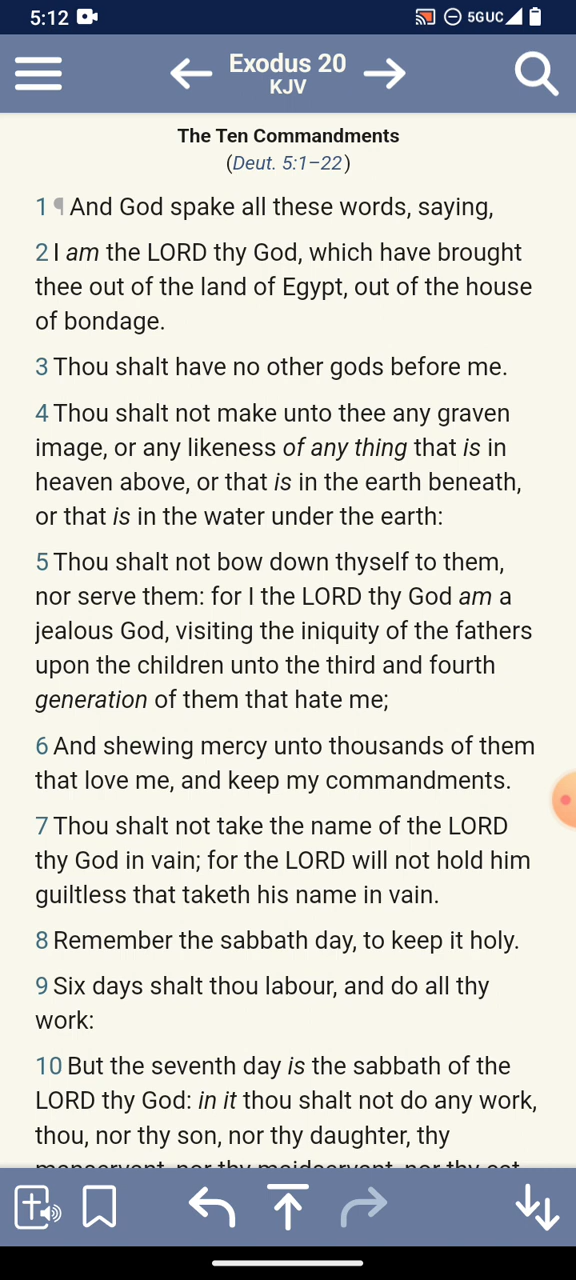 5:12
5GUC
Exodus 20
KJV
The Ten Commandments
(Deut. 5:1–22)
1 ¶ And God spake all these words, saying,
2 I am the LORD thy God, which have brought
thee out of the land of Egypt, out of the house
of bondage.
3 Thou shalt have no other gods before me.
4 Thou shalt not make unto thee any graven
image, or any likeness of any thing that is in
heaven above, or that is in the earth beneath,
or that is in the water under the earth:
5 Thou shalt not bow down thyself to them,
nor serve them: for I the LORD thy God am a
jealous God, visiting the iniquity of the fathers
upon the children unto the third and fourth
generation of them that hate me;
6 And shewing mercy unto thousands of them
that love me, and keep my commandments.
7 Thou shalt not take the name of the LORD
thy God in vain; for the LORD will not hold him
guiltless that taketh his name in vain.
8 Remember the sabbath day, to keep it holy.
9 Six days shalt thou labour, and do all thy
work:
10 But the seventh day is the sabbath of the
LORD thy God: in it thou shalt not do any work,
thou, nor thy son, nor thy daughter, thy